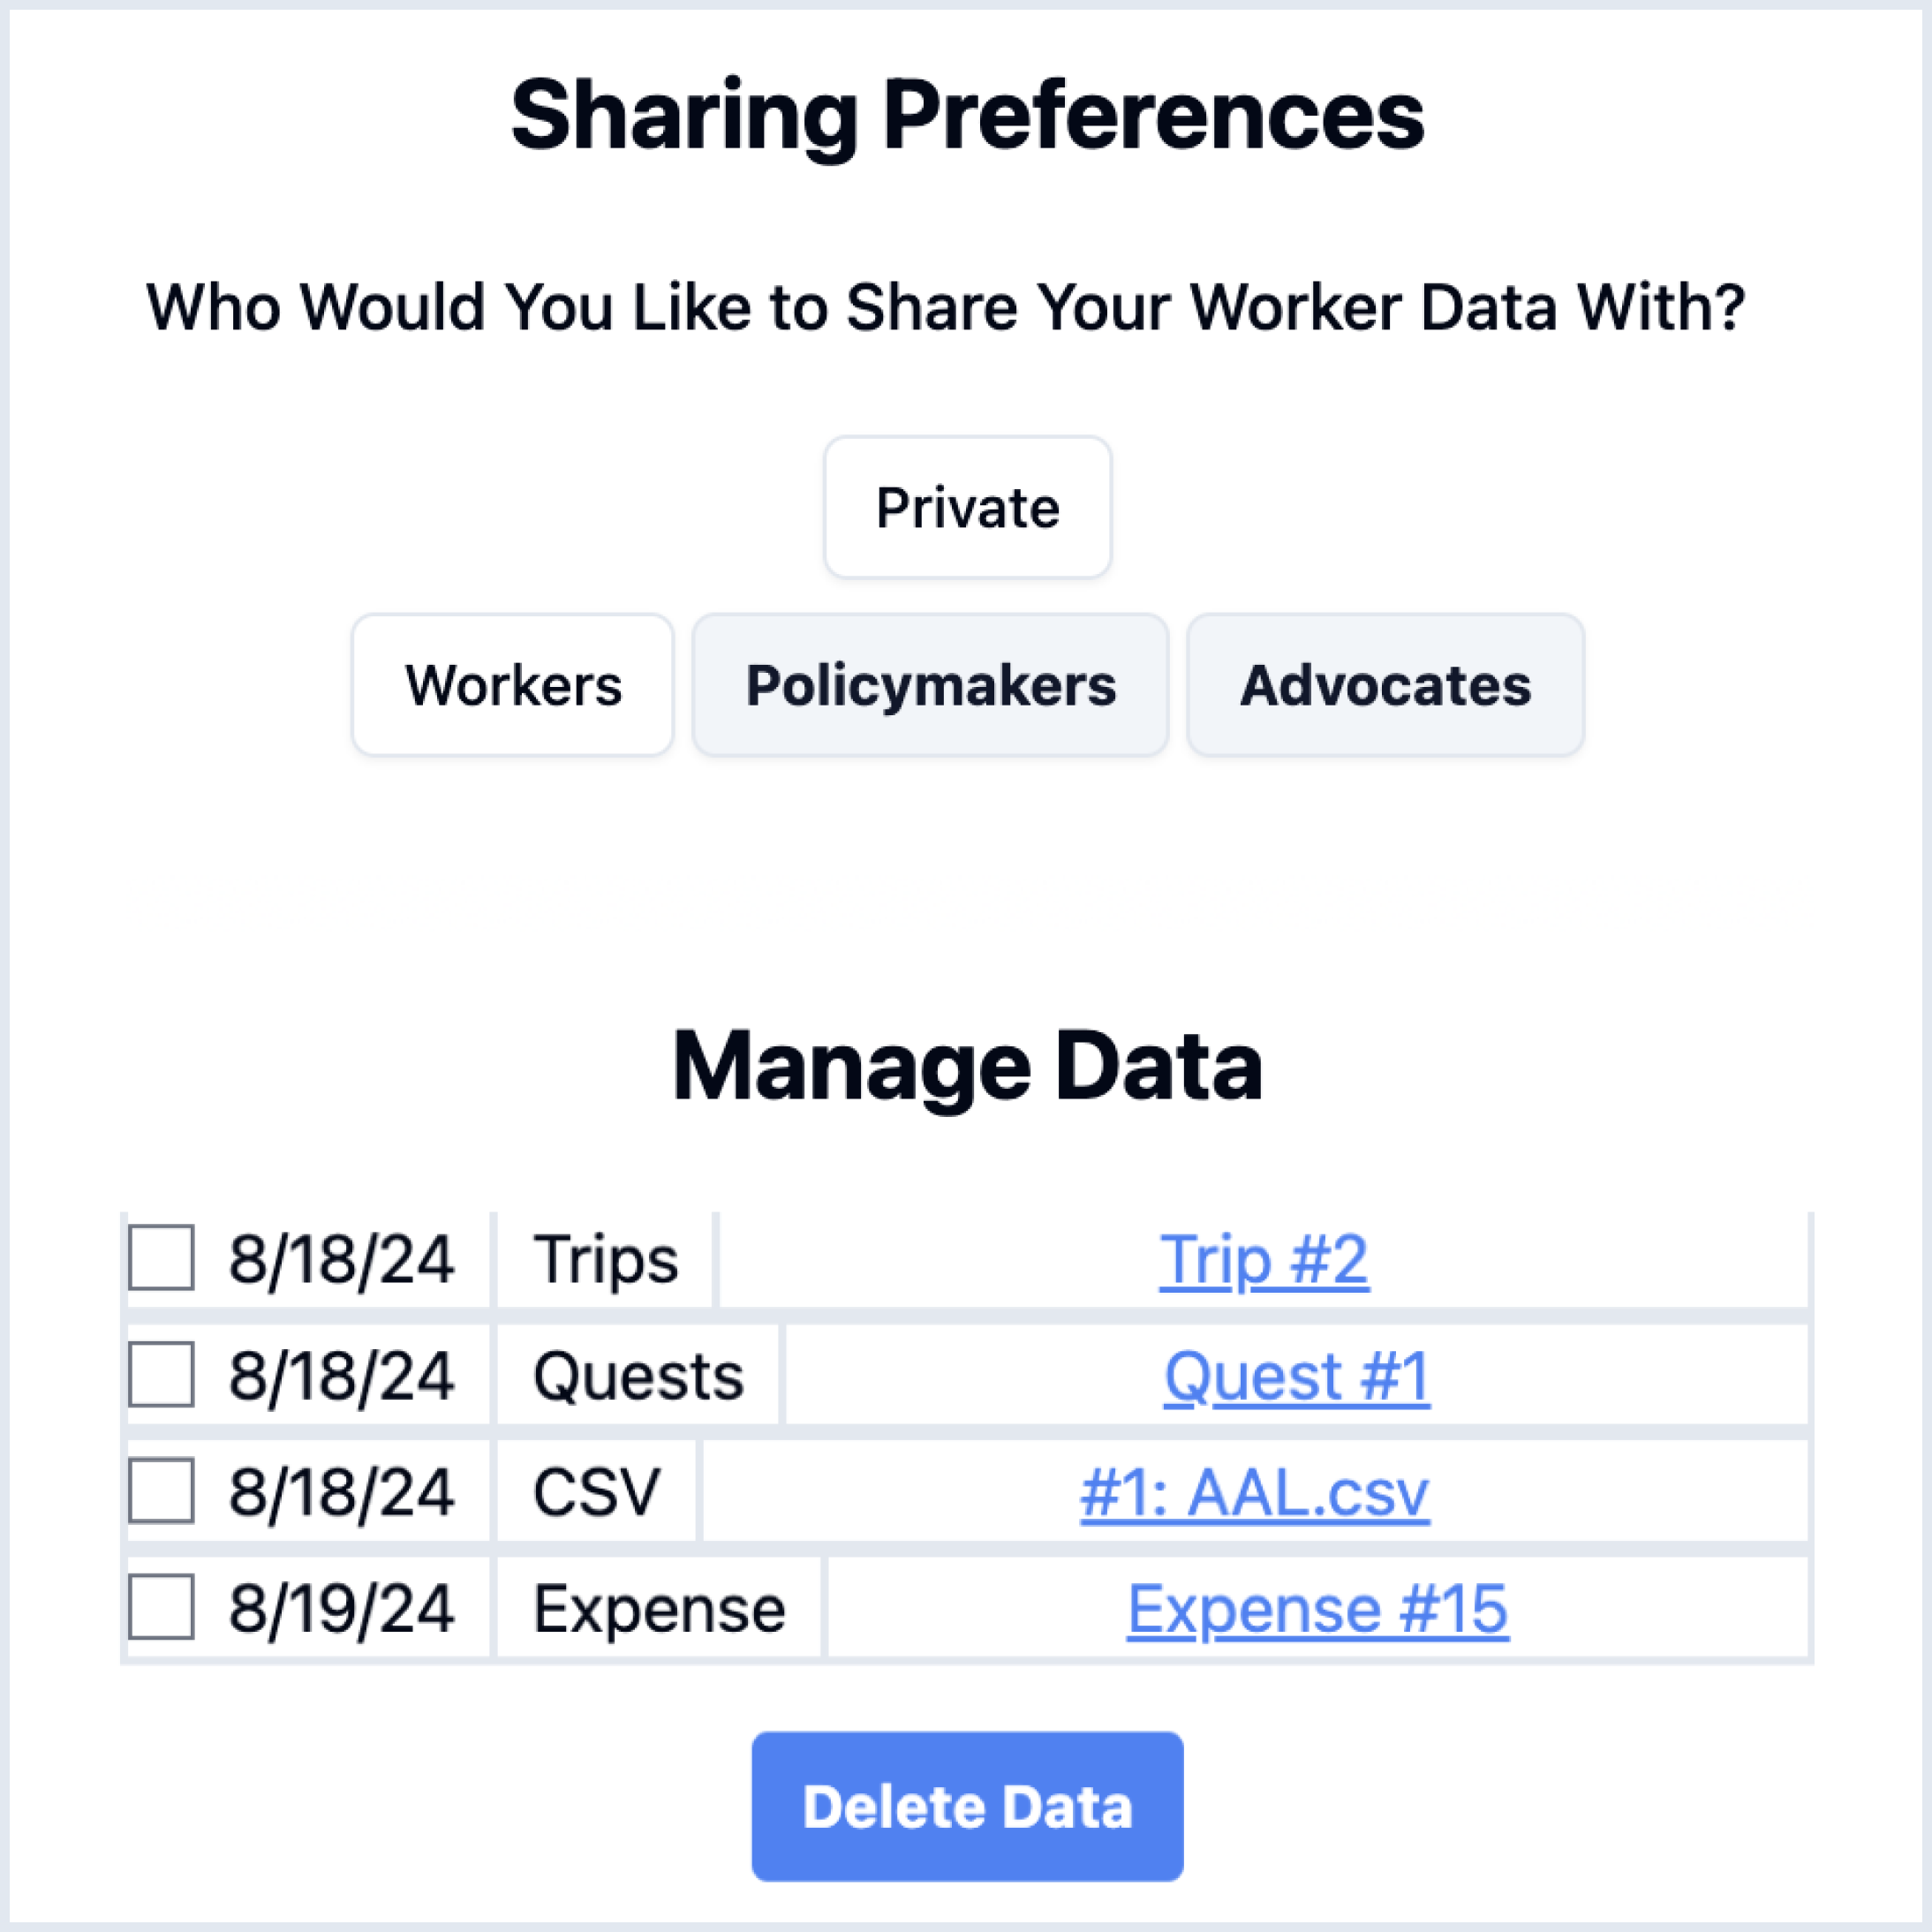 Sharing Preferences
Who Would You Like to Share Your Worker Data With?
Private
Workers Policymakers Advocates
Manage Data
8/18/24 Trips Trip #2
8/18/24 Quests Quest #1
8/18/24 CSV #1: AAL.csv
8/19/24 Expense Expense #15
Delete Data